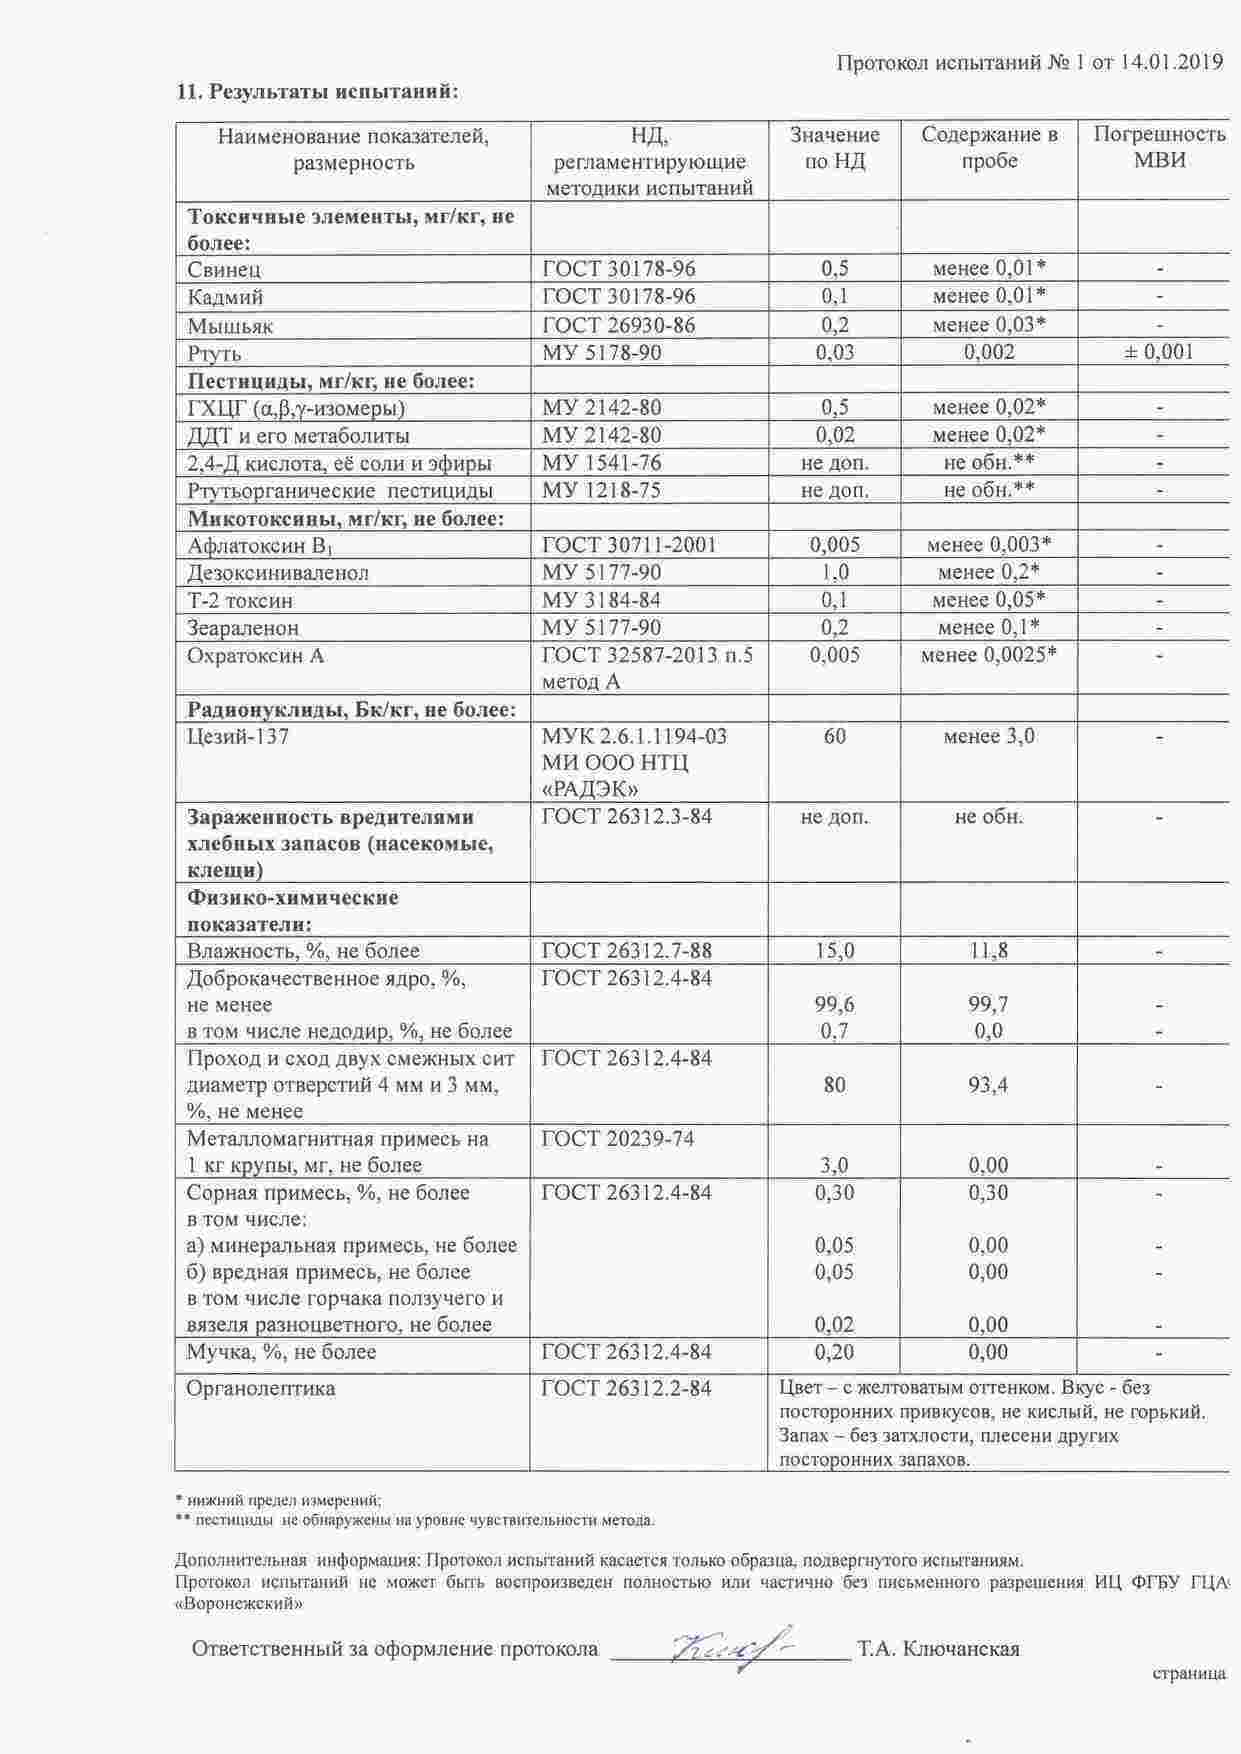 Протокол испытаний № 1 от 14.01.2019
11. Результаты испытаний:
Наименование показателей, размерность | НД, регламентирующие методики испытаний | Значение по НД | Содержание в пробе | Погрешность МВИ
Токсичные элементы, мг/кг, не более:
Свинец ГОСТ 30178-96 0,5 менее 0,01* -
Кадмий ГОСТ 30178-96 0,1 менее 0,01* -
Мышьяк ГОСТ 26930-86 0,2 менее 0,03* -
Ртуть МУ 5178-90 0,03 0,002 ± 0,001
Пестициды, мг/кг, не более:
ГХЦГ (α,β,γ-изомеры) МУ 2142-80 0,5 менее 0,02* -
ДДТ и его метаболиты МУ 2142-80 0,02 менее 0,02* -
2,4-Д кислота, её соли и эфиры МУ 1541-76 не доп. не обн.** -
Ртутьорганические пестициды МУ 1218-75 не доп. не обн.** -
Микотоксины, мг/кг, не более:
Афлатоксин В₁ ГОСТ 30711-2001 0,005 менее 0,003* -
Дезоксиниваленол МУ 5177-90 1,0 менее 0,2* -
Т-2 токсин МУ 3184-84 0,1 менее 0,05* -
Зеараленон МУ 5177-90 0,2 менее 0,1* -
Охратоксин А ГОСТ 32587-2013 п.5 0,005 менее 0,0025* -
метод А
Радионуклиды, Бк/кг, не более:
Цезий-137 МУК 2.6.1.1194-03 60 менее 3,0 -
МИ ООО НТЦ
«РАДЭК»
Зараженность вредителями ГОСТ 26312.3-84 не доп. не обн. -
хлебных запасов (насекомые,
клещи)
Физико-химические
показатели:
Влажность, %, не более ГОСТ 26312.7-88 15,0 11,8 -
Доброкачественное ядро, %, ГОСТ 26312.4-84
не менее 99,6 99,7 -
в том числе недодир, %, не более 0,7 0,0 -
Проход и сход двух смежных сит ГОСТ 26312.4-84
диаметр отверстий 4 мм и 3 мм, 80 93,4 -
%, не менее
Металломагнитная примесь на ГОСТ 20239-74
1 кг крупы, мг, не более 3,0 0,00 -
Сорная примесь, %, не более ГОСТ 26312.4-84 0,30 0,30 -
в том числе:
а) минеральная примесь, не более 0,05 0,00 -
б) вредная примесь, не более 0,05 0,00 -
в том числе горчака ползучего и
вязеля разноцветного, не более 0,02 0,00 -
Мучка, %, не более ГОСТ 26312.4-84 0,20 0,00 -
Органолептика ГОСТ 26312.2-84 Цвет – с желтоватым оттенком. Вкус - без
посторонних привкусов, не кислый, не горький.
Запах – без затхлости, плесени других
посторонних запахов.
* нижний предел измерений;
** пестициды не обнаружены на уровне чувствительности метода.
Дополнительная информация: Протокол испытаний касается только образца, подвергнутого испытаниям.
Протокол испытаний не может быть воспроизведен полностью или частично без письменного разрешения ИЦ ФГБУ ГЦА
«Воронежский»
Ответственный за оформление протокола Т.А. Ключанская
страница